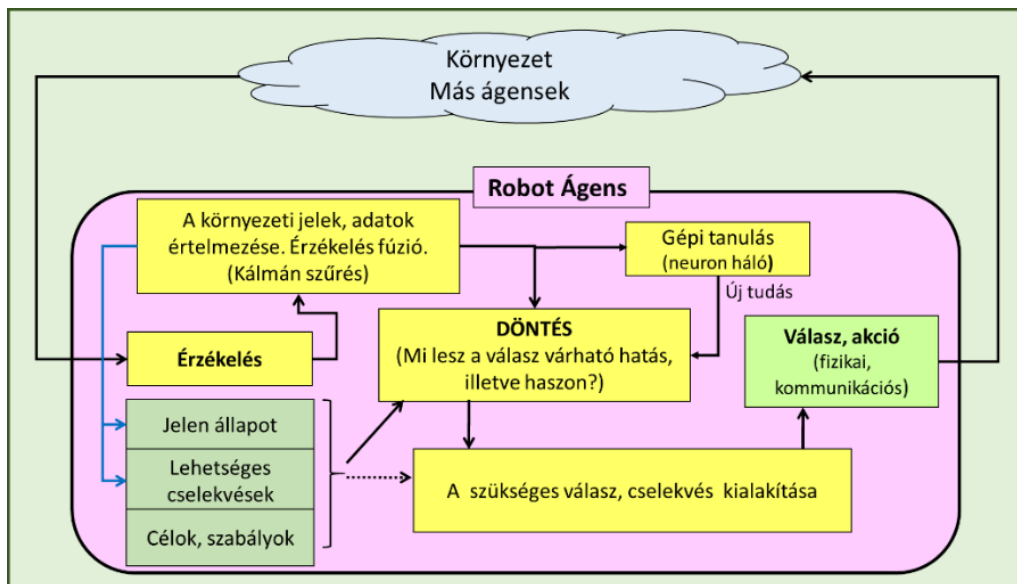 Környezet
Más ágensek
Robot Ágens
A környezeti jelek, adatok
értelmezése. Érzékelés fúzió.
(Kálmán szűrés)
Gépi tanulás
(neuron háló)
Új tudás
DÖNTÉS
(Mi lesz a válasz várható hatás,
illetve haszon?)
Válasz, akció
(fizikai,
kommunikációs)
Érzékelés
Jelen állapot
Lehetséges
cselekvések
Célok, szabályok
A szükséges válasz, cselekvés kialakítása